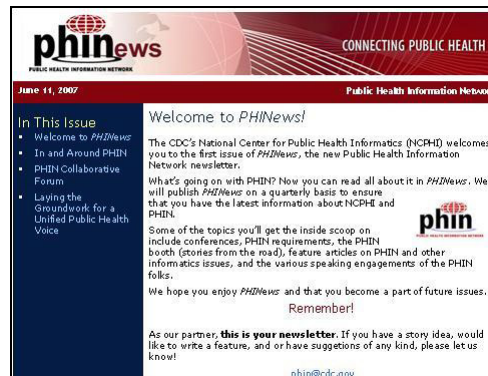 phinews
PUBLIC HEALTH INFORMATION NETWORK
CONNECTING PUBLIC HEALTH
June 11, 2007
Public Health Information
In This Issue
Welcome to PHINews
In and Around PHIN
PHIN Collaborative
Forum
Laying the
Groundwork for a
Unified Public Health
Voice
Welcome to PHINews!
The CDC's National Center for Public Health Informatics (NCPHI) welcomes
you to the first issue of PHINews, the new Public Health Information
Network newsletter.
What's going on with PHIN? Now you can read all about it in PHINews. We
will publish PHINews on a quarterly basis to ensure
that you have the latest information about NCPHI and
PHIN.
phin
PUBLIC HEALTH INFORMATION NETWORK
Some of the topics you'll get the inside scoop on
include conferences, PHIN requirements, the PHIN
booth (stories from the road), feature articles on PHIN and other
informatics issues, and the various speaking engagements of the PHIN
folks.
We hope you enjoy PHINews and that you become a part of future issues.
Remember!
As our partner, this is your newsletter. If you have a story idea, would
like to write a feature, and or have suggetions of any kind, please let us
know!
phin@cdc.gov